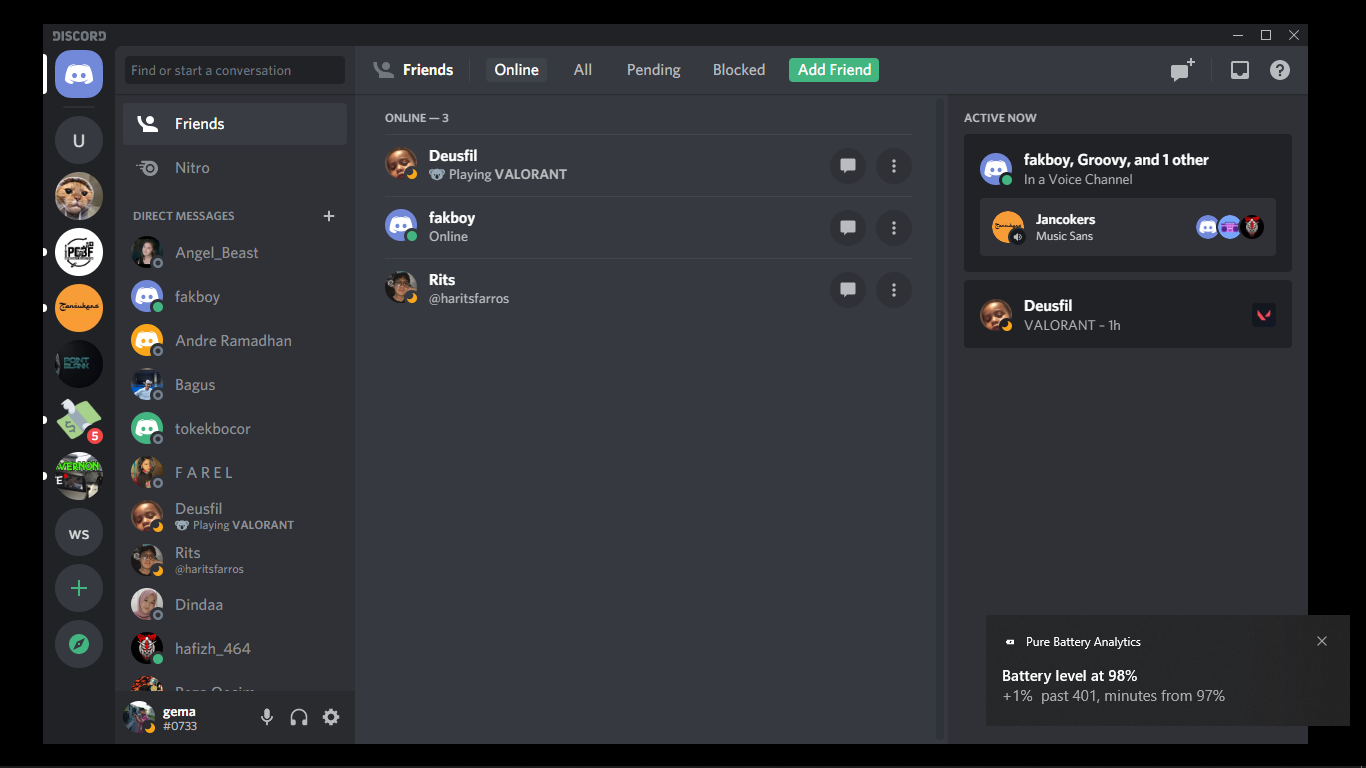 DISCORD
Find or start a conversation
Friends
Online
All
Pending
Blocked
Add Friend
U
5
WS
Friends
Nitro
DIRECT MESSAGES
Angel_Beast
fakboy
Andre Ramadhan
Bagus
tokekbocor
F A R E L
Deusfil
Playing VALORANT
Rits
@haritsfarros
Dindaa
hafizh_464
gema
#0733
ONLINE — 3
Deusfil
Playing VALORANT
fakboy
Online
Rits
@haritsfarros
ACTIVE NOW
fakboy, Groovy, and 1 other
In a Voice Channel
Jancokers
Music Sans
Deusfil
VALORANT – 1h
Pure Battery Analytics
Battery level at 98%
+1% past 401, minutes from 97%